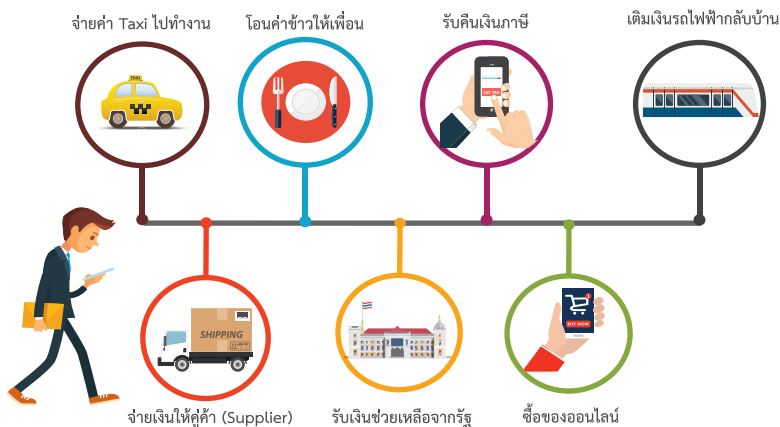 จ่ายค่า Taxi ไปทำงาน
โอนค่าข้าวให้เพื่อน
รับคืนเงินภาษี
เติมเงินรถไฟฟ้ากลับบ้าน
TAXI
GET TAX
SHIPPING
BUY NOW
จ่ายเงินให้คู่ค้า (Supplier)
รับเงินช่วยเหลือจากรัฐ
ซื้อของออนไลน์